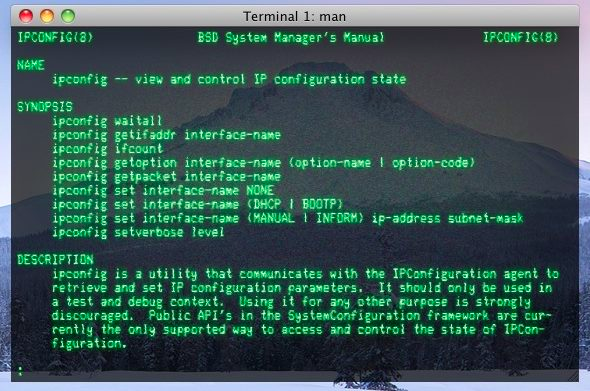 Terminal 1: man
IPCONFIG(8) BSD System Manager's Manual IPCONFIG(8)
NAME
ipconfig -- view and control IP configuration state
SYNOPSIS
ipconfig waitall
ipconfig getifaddr interface-name
ipconfig ifcount
ipconfig getoption interface-name (option-name | option-code)
ipconfig getpacket interface-name
ipconfig set interface-name NONE
ipconfig set interface-name (DHCP | BOOTP)
ipconfig set interface-name (MANUAL | INFORM) ip-address subnet-mask
ipconfig setverbose level
DESCRIPTION
ipconfig is a utility that communicates with the IPConfiguration agent to
retrieve and set IP configuration parameters. It should only be used in
a test and debug context. Using it for any other purpose is strongly
discouraged. Public API's in the SystemConfiguration framework are cur-
rently the only supported way to access and control the state of IPCon-
figuration.
: